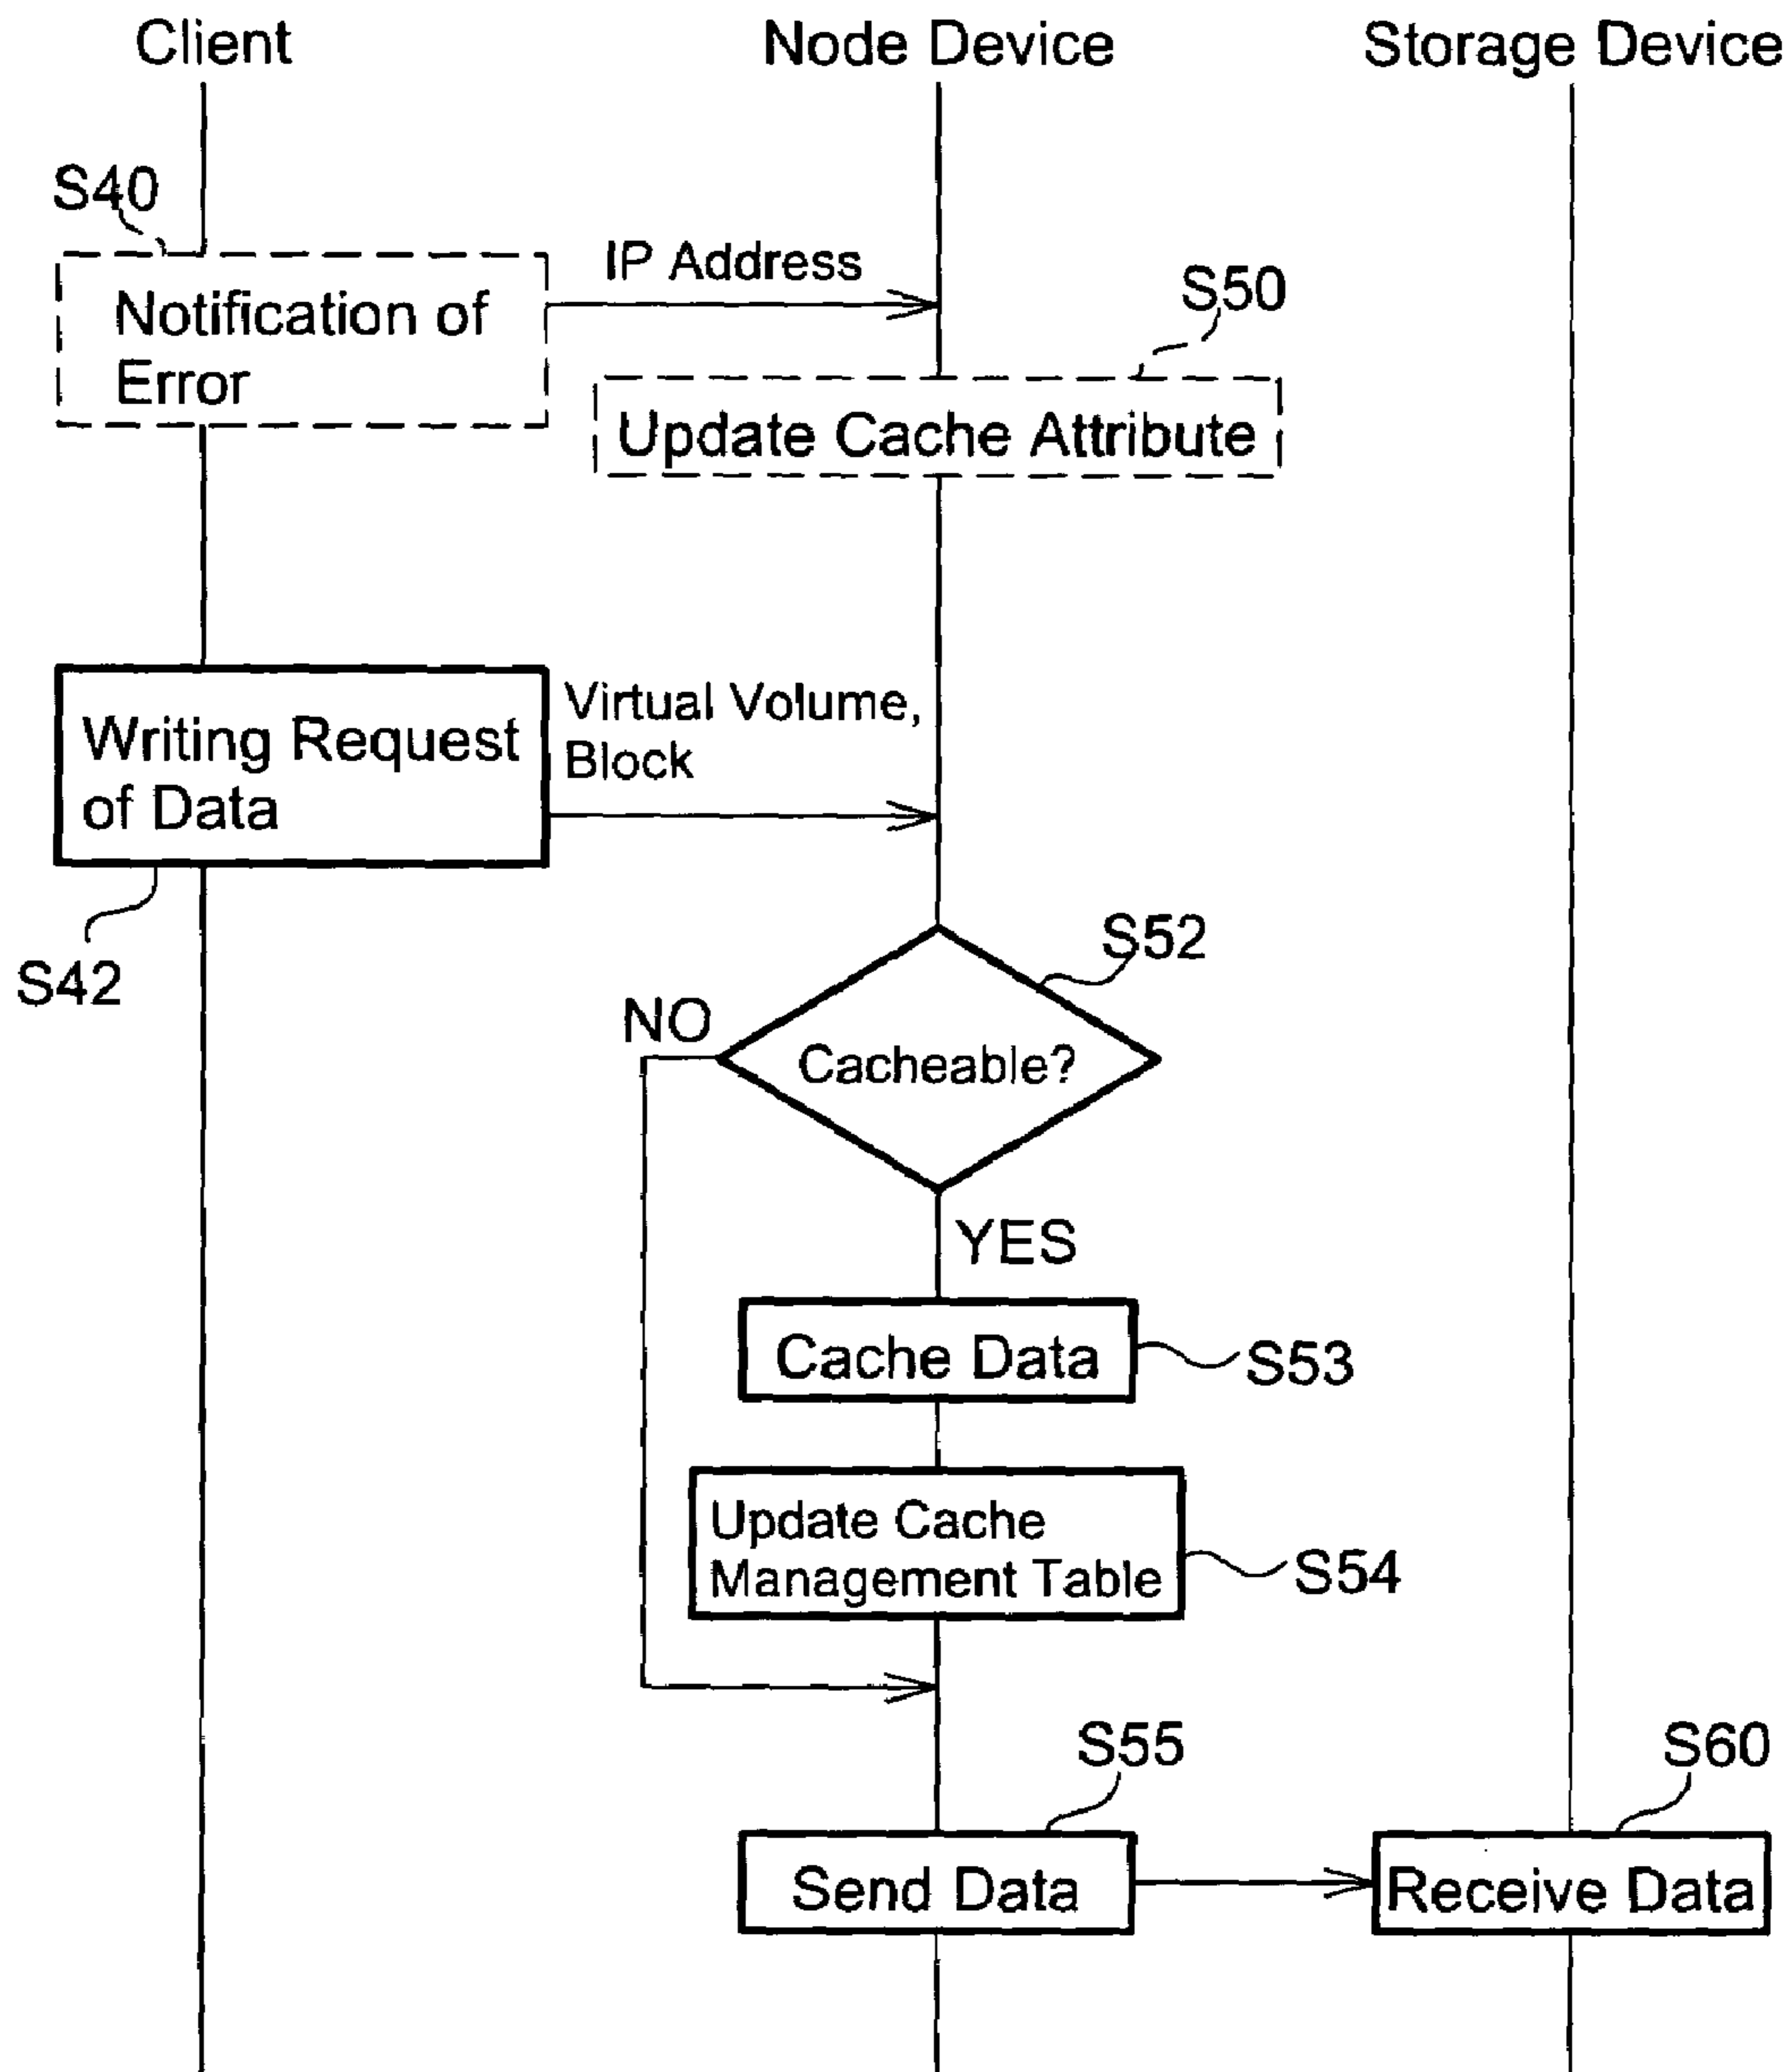 Client
Node Device
Storage Device
S40
IP Address
Notification of
Error
S50
Update Cache Attribute
Virtual Volume,
Block
Writing Request
of Data
S42
S52
NO
Cacheable?
YES
Cache Data
S53
Update Cache
Management Table
S54
S55
S60
Send Data
Receive Data